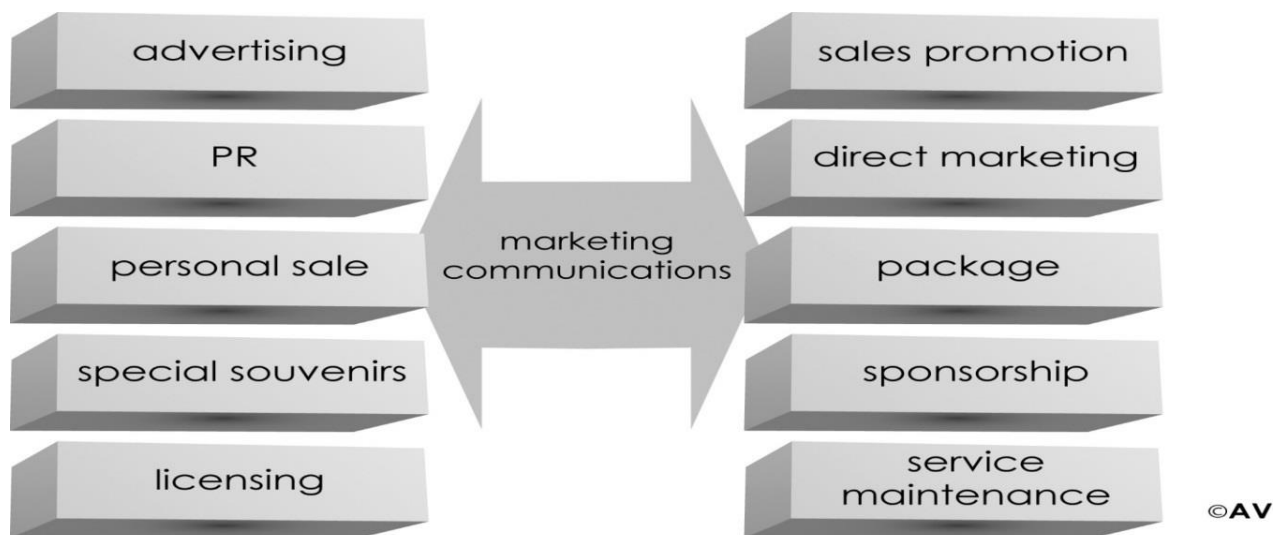 advertising
PR
personal sale
special souvenirs
licensing
marketing
communications
sales promotion
direct marketing
package
sponsorship
service
maintenance
©AV